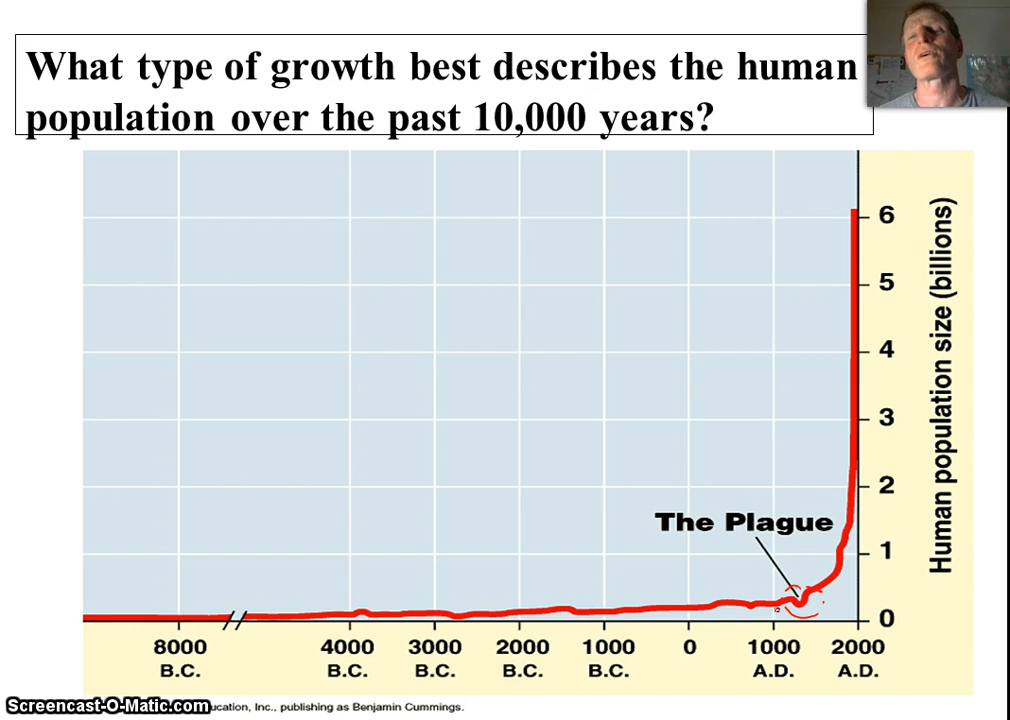 What type of growth best describes the human
population over the past 10,000 years?
6
5
4
3
2
1
0
Human population size (billions)
The Plague
8000 4000 3000 2000 1000 0 1000 2000
B.C. B.C. B.C. B.C. B.C. A.D. A.D.
Screencast-O-Matic.com ucation, Inc., publishing as Benjamin Cummings.